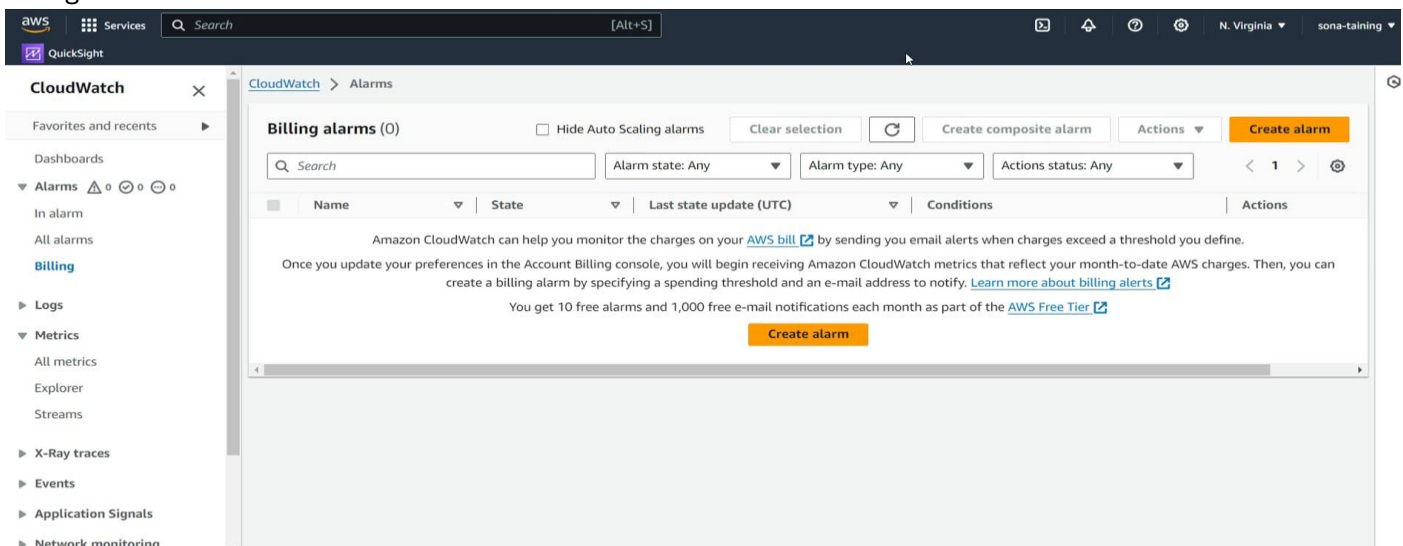 aws Services Search [Alt+S] N. Virginia sona-taining
QuickSight
CloudWatch
Favorites and recents
Dashboards
Alarms 0 0 0
In alarm
All alarms
Billing
Logs
Metrics
All metrics
Explorer
Streams
X-Ray traces
Events
Application Signals
Network monitoring
CloudWatch > Alarms
Billing alarms (0) Hide Auto Scaling alarms Clear selection Create composite alarm Actions Create alarm
Search Alarm state: Any Alarm type: Any Actions status: Any < 1 >
Name State Last state update (UTC) Conditions Actions
Amazon CloudWatch can help you monitor the charges on your AWS bill by sending you email alerts when charges exceed a threshold you define.
Once you update your preferences in the Account Billing console, you will begin receiving Amazon CloudWatch metrics that reflect your month-to-date AWS charges. Then, you can
create a billing alarm by specifying a spending threshold and an e-mail address to notify. Learn more about billing alerts
You get 10 free alarms and 1,000 free e-mail notifications each month as part of the AWS Free Tier
Create alarm